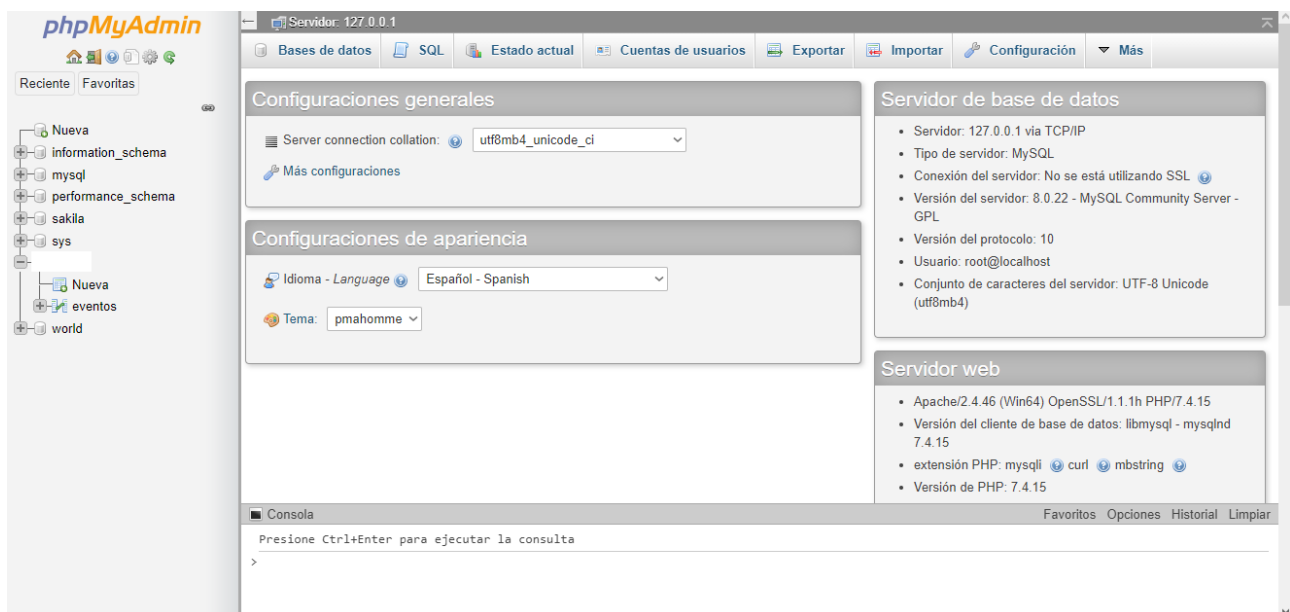 phpMyAdmin
Reciente Favoritas
Nueva
information_schema
mysql
performance_schema
sakila
sys
Nueva
eventos
world
Servidor: 127.0.0.1
Bases de datos SQL Estado actual Cuentas de usuarios Exportar Importar Configuración Más
Configuraciones generales
Server connection collation: utf8mb4_unicode_ci
Más configuraciones
Configuraciones de apariencia
Idioma - Language Español - Spanish
Tema: pmahomme
Servidor de base de datos
• Servidor: 127.0.0.1 via TCP/IP
• Tipo de servidor: MySQL
• Conexión del servidor: No se está utilizando SSL
• Versión del servidor: 8.0.22 - MySQL Community Server -
GPL
• Versión del protocolo: 10
• Usuario: root@localhost
• Conjunto de caracteres del servidor: UTF-8 Unicode
(utf8mb4)
Servidor web
• Apache/2.4.46 (Win64) OpenSSL/1.1.1h PHP/7.4.15
• Versión del cliente de base de datos: libmysql - mysqlnd
7.4.15
• extensión PHP: mysqli curl mbstring
• Versión de PHP: 7.4.15
Consola Favoritos Opciones Historial Limpiar
Presione Ctrl+Enter para ejecutar la consulta
>